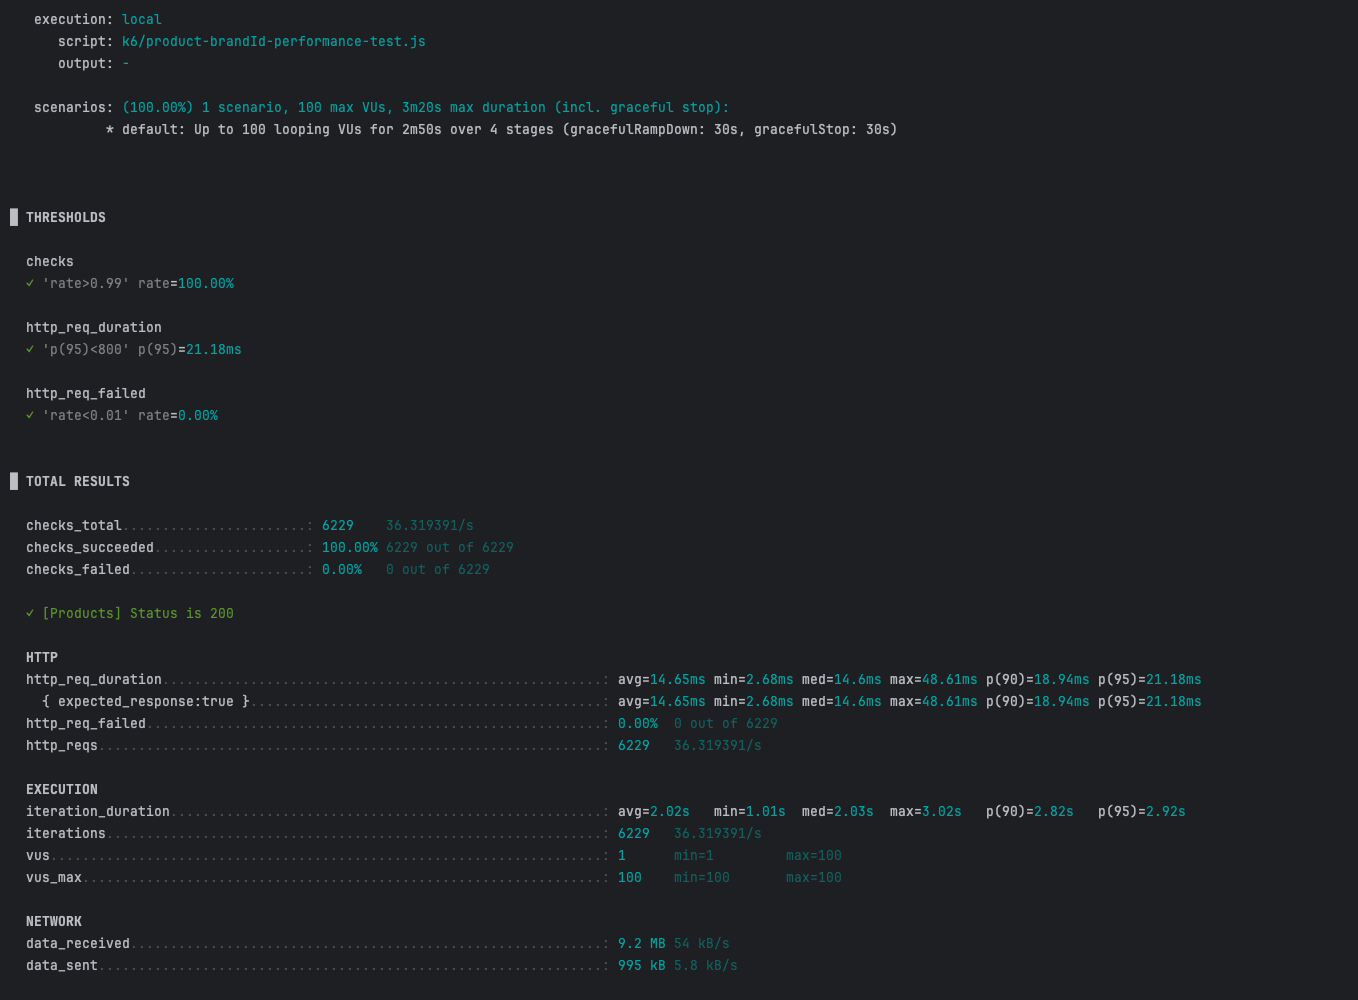 execution: local
script: k6/product-brandId-performance-test.js
output: -
scenarios: (100.00%) 1 scenario, 100 max VUs, 3m20s max duration (incl. graceful stop):
* default: Up to 100 looping VUs for 2m50s over 4 stages (gracefulRampDown: 30s, gracefulStop: 30s)
█ THRESHOLDS
checks
✓ 'rate>0.99' rate=100.00%
http_req_duration
✓ 'p(95)<800' p(95)=21.18ms
http_req_failed
✓ 'rate<0.01' rate=0.00%
█ TOTAL RESULTS
checks_total.......................: 6229 36.319391/s
checks_succeeded...................: 100.00% 6229 out of 6229
checks_failed......................: 0.00% 0 out of 6229
✓ [Products] Status is 200
HTTP
http_req_duration.......................................................: avg=14.65ms min=2.68ms med=14.6ms max=48.61ms p(90)=18.94ms p(95)=21.18ms
{ expected_response:true }............................................: avg=14.65ms min=2.68ms med=14.6ms max=48.61ms p(90)=18.94ms p(95)=21.18ms
http_req_failed.........................................................: 0.00% 0 out of 6229
http_reqs...............................................................: 6229 36.319391/s
EXECUTION
iteration_duration......................................................: avg=2.02s min=1.01s med=2.03s max=3.02s p(90)=2.82s p(95)=2.92s
iterations..............................................................: 6229 36.319391/s
vus.....................................................................: 1 min=1 max=100
vus_max.................................................................: 100 min=100 max=100
NETWORK
data_received...........................................................: 9.2 MB 54 kB/s
data_sent...............................................................: 995 kB 5.8 kB/s